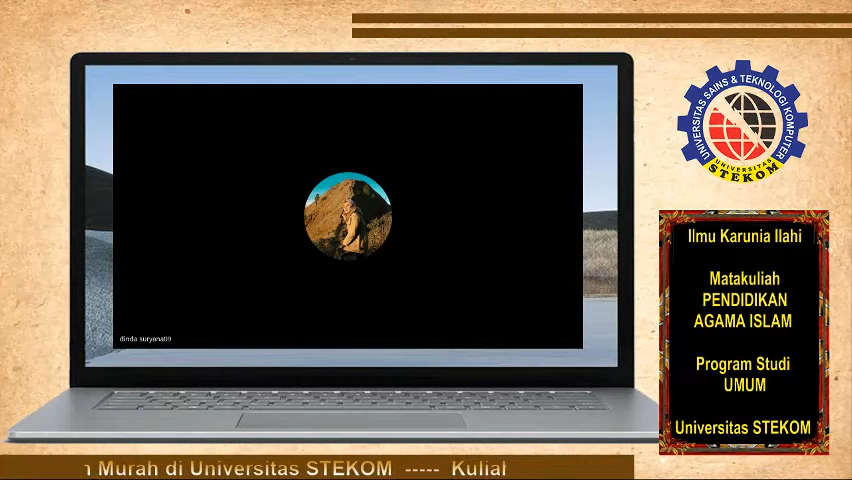 UNIVERSITAS SAINS & TEKNOLOGI KOMPUTER
UNIVERSITAS
STEKOM
Ilmu Karunia Ilahi
Matakuliah
PENDIDIKAN
AGAMA ISLAM
Program Studi
UMUM
Universitas STEKOM
dinda suryana09
Murah di Universitas STEKOM ----- Kuliah